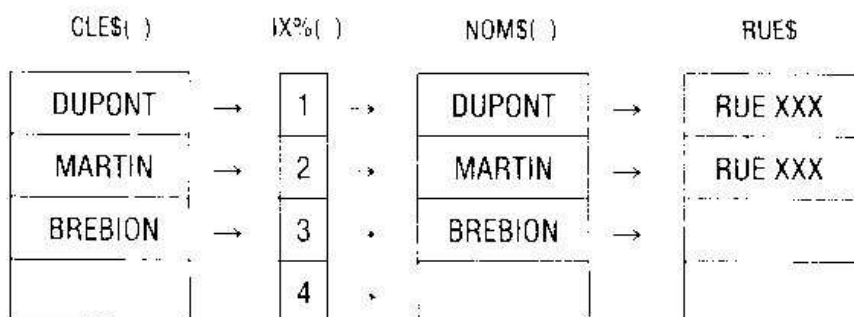 CLE$( ) IX%( ) NOM$( ) RUE$
DUPONT → 1 → DUPONT → RUE XXX
MARTIN → 2 → MARTIN → RUE XXX
BREBION → 3 BREBION →
4